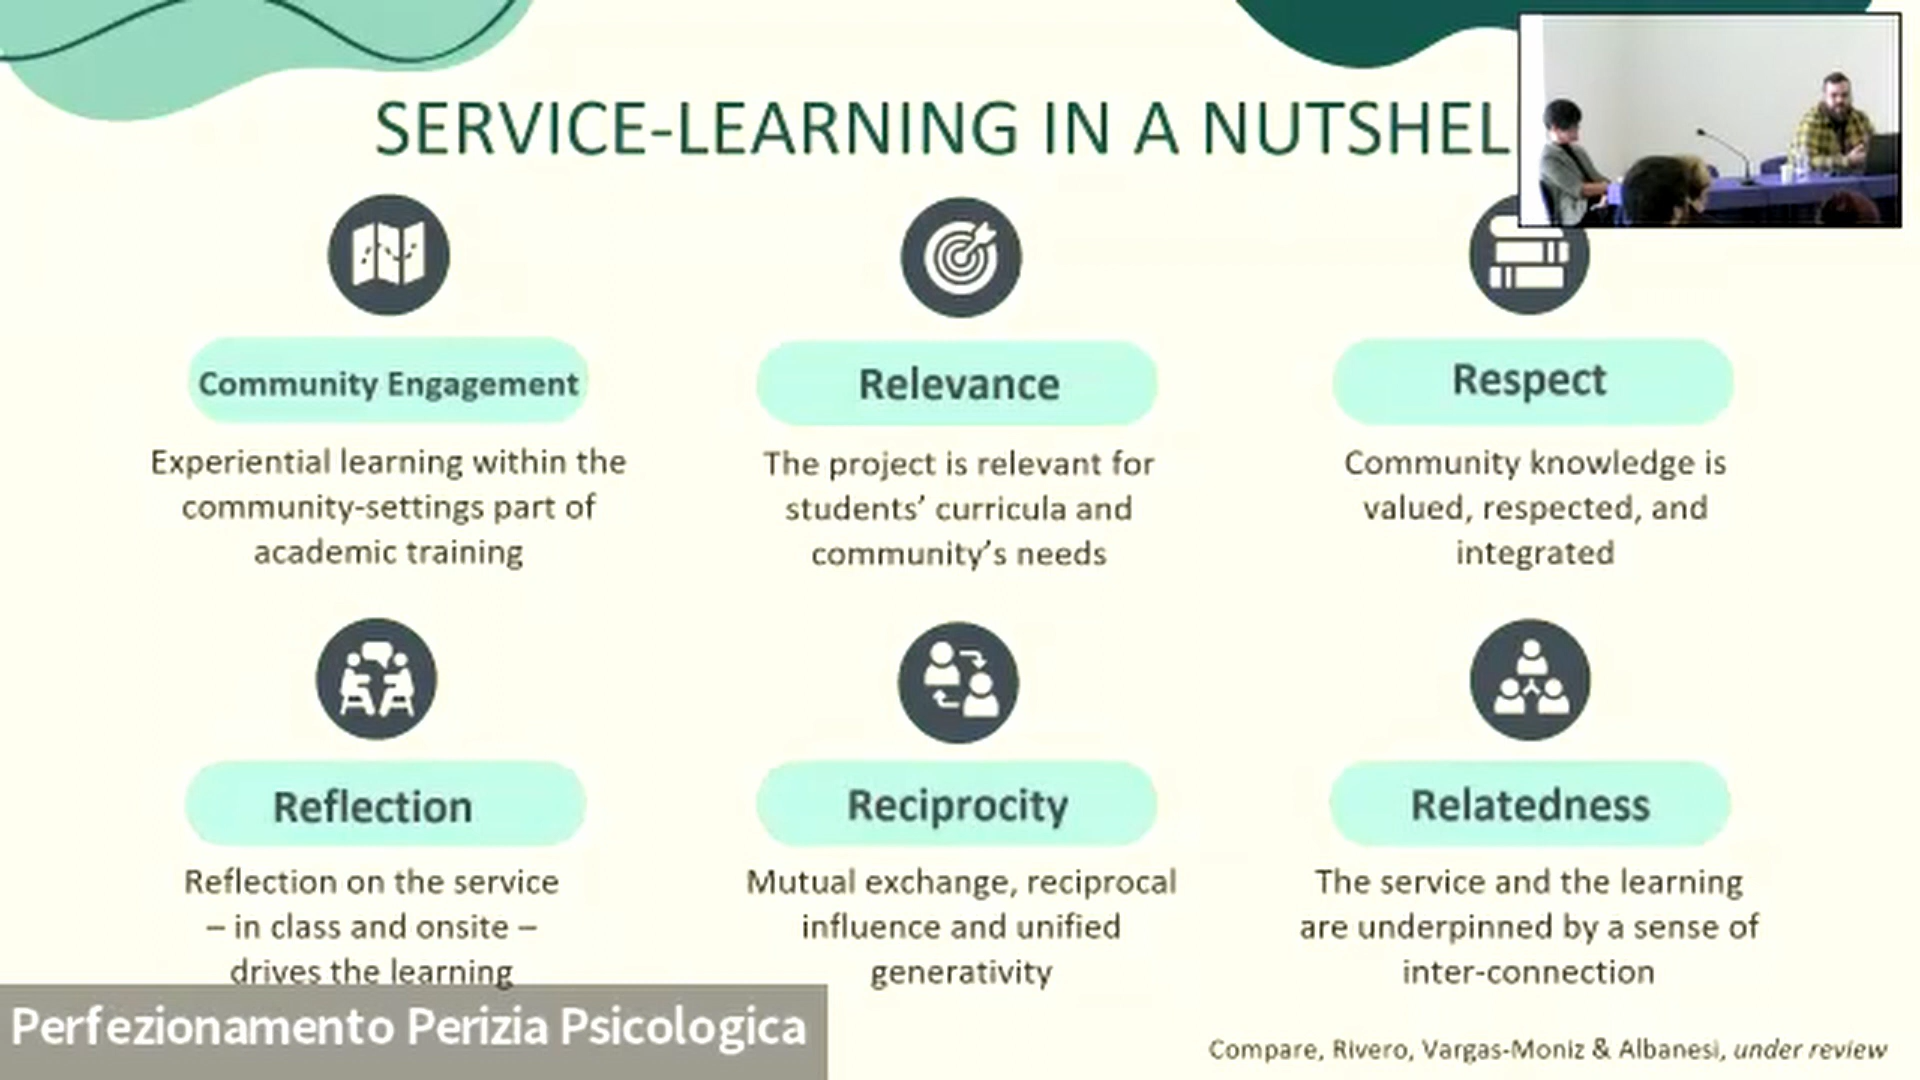 SERVICE-LEARNING IN A NUTSHEL
Community Engagement
Experiential learning within the
community-settings part of
academic training
Relevance
The project is relevant for
students’ curricula and
community’s needs
Respect
Community knowledge is
valued, respected, and
integrated
Reflection
Reflection on the service
– in class and onsite –
drives the learning
Reciprocity
Mutual exchange, reciprocal
influence and unified
generativity
Relatedness
The service and the learning
are underpinned by a sense of
inter-connection
Perfezionamento Perizia Psicologica
Compare, Rivero, Vargas-Moniz & Albanesi, under review